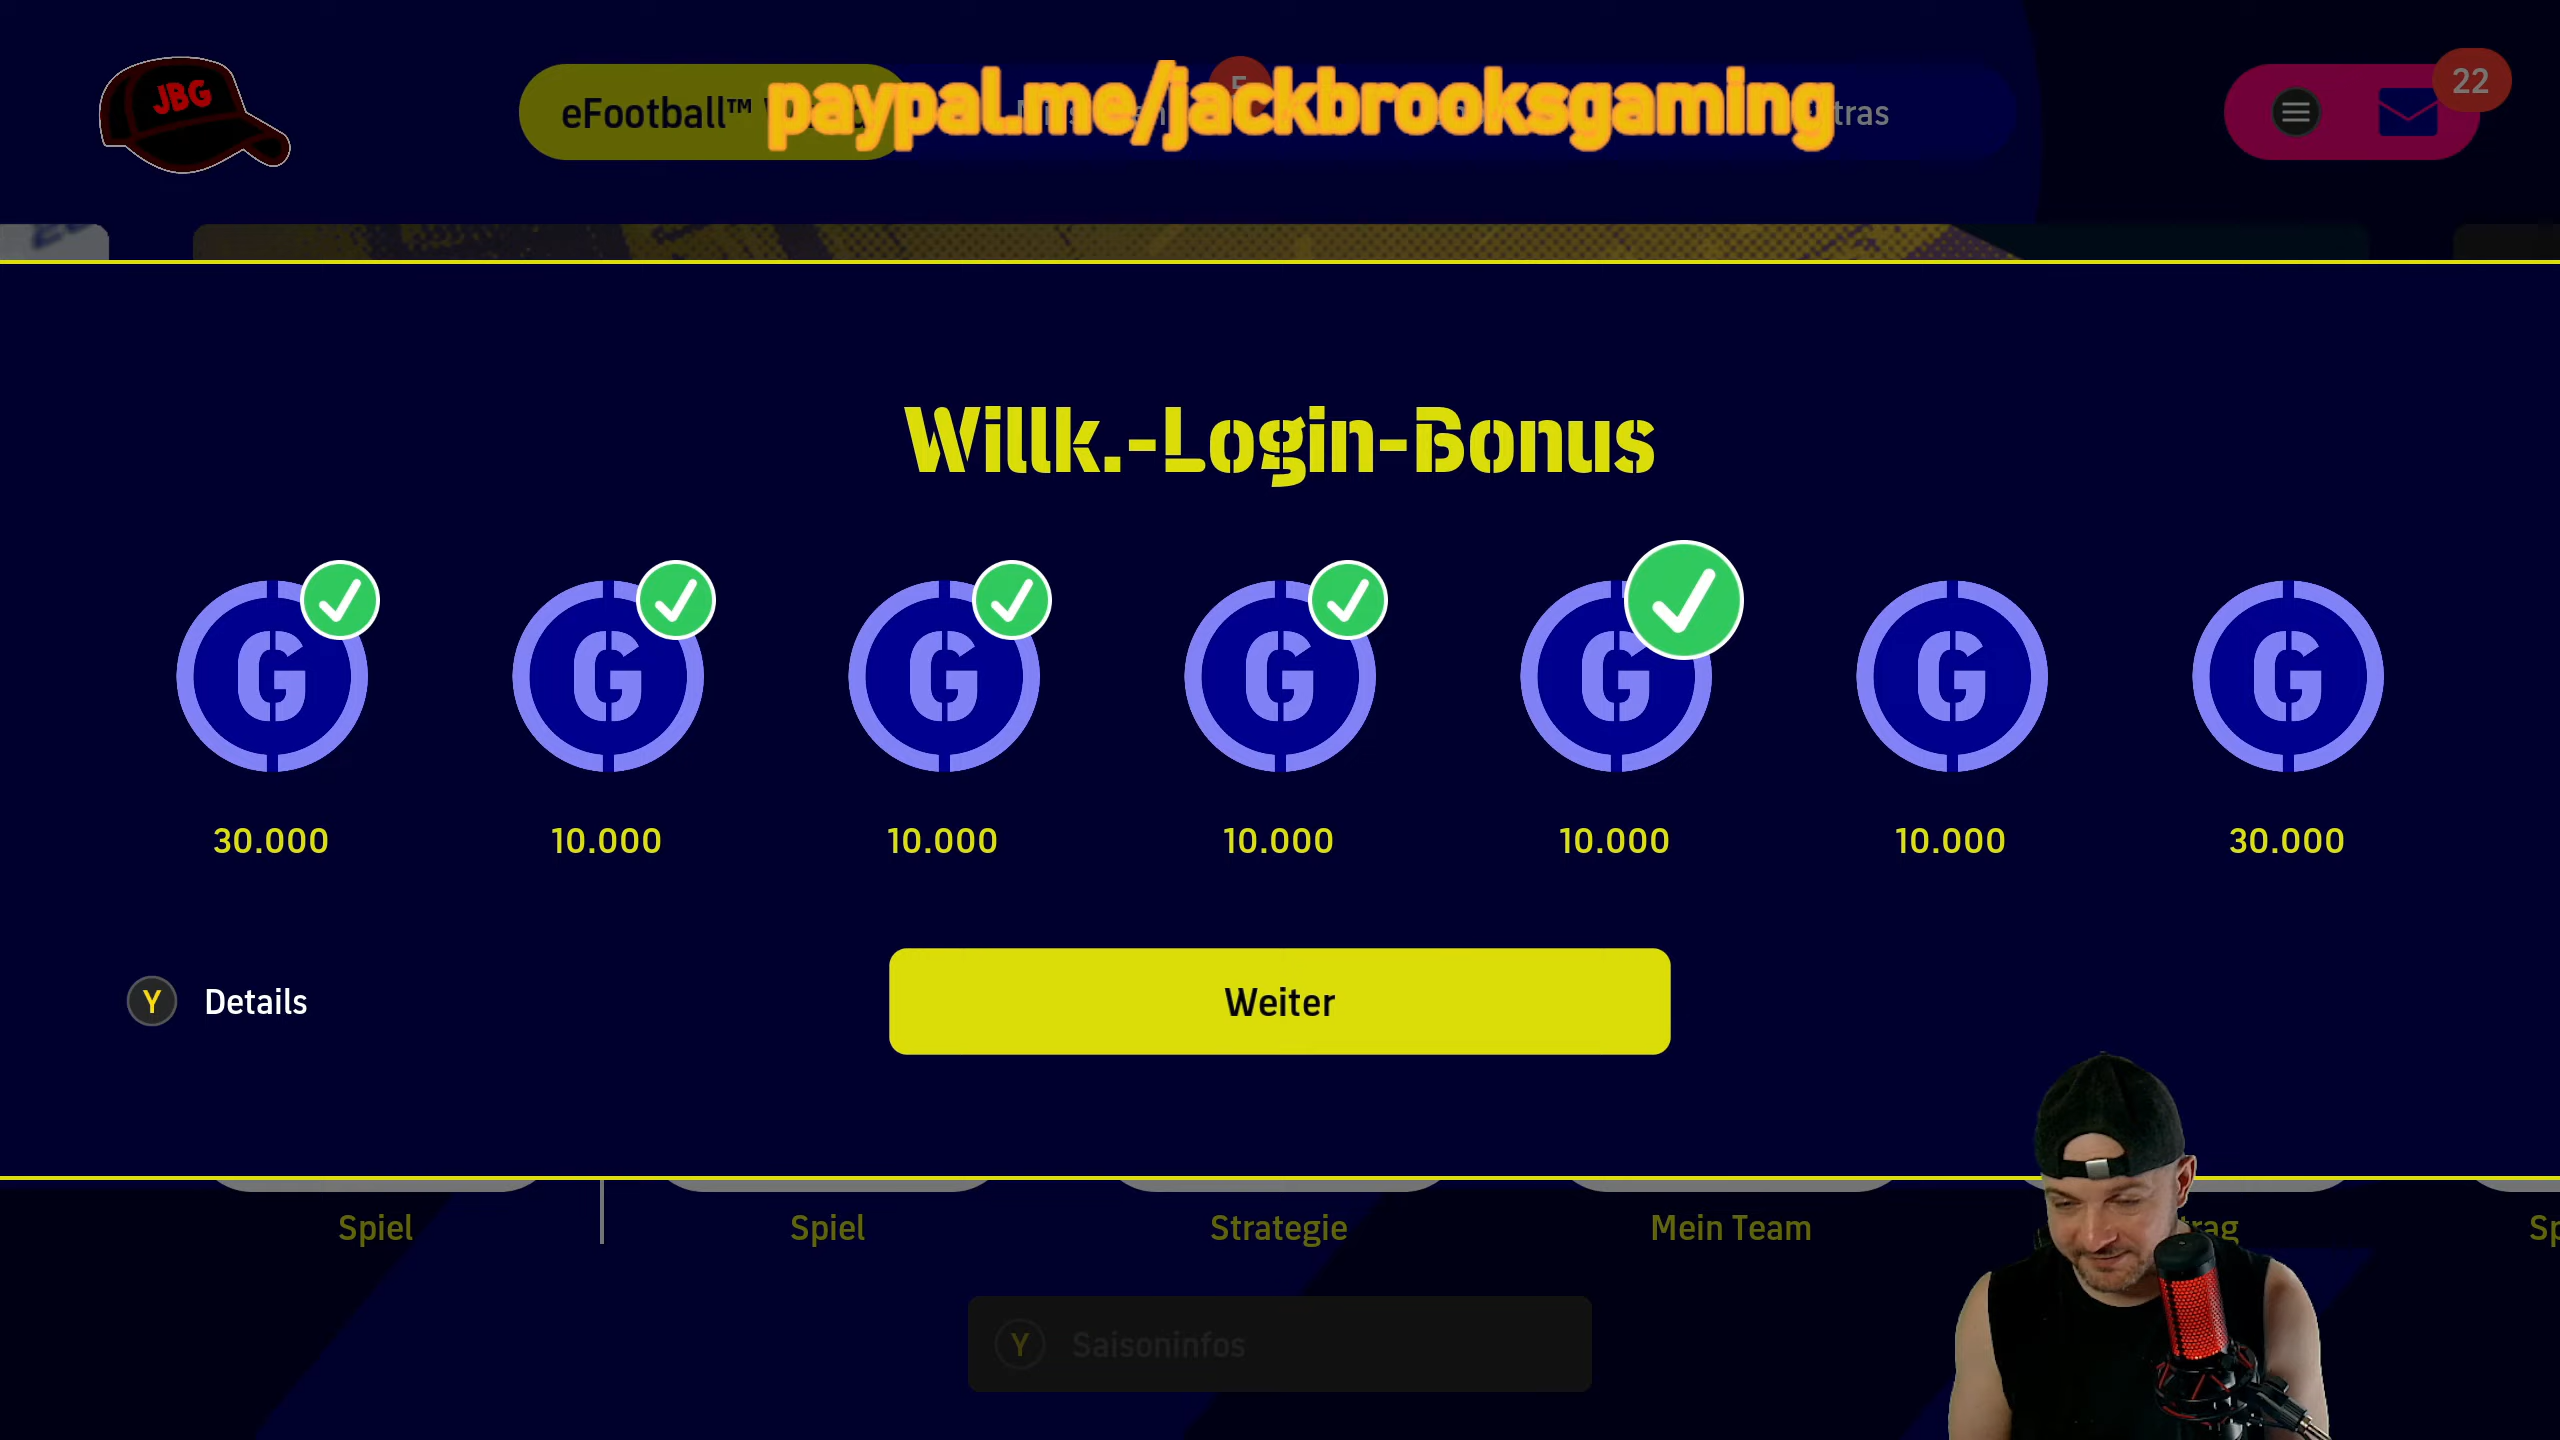 JBG
eFootball™
paypal.me/jackbrooksgaming
tras
22
Willk.-Login-Bonus
G G G G G G G
30.000 10.000 10.000 10.000 10.000 10.000 30.000
Y Details
Weiter
Spiel Spiel Strategie Mein Team
Y Saisoninfos